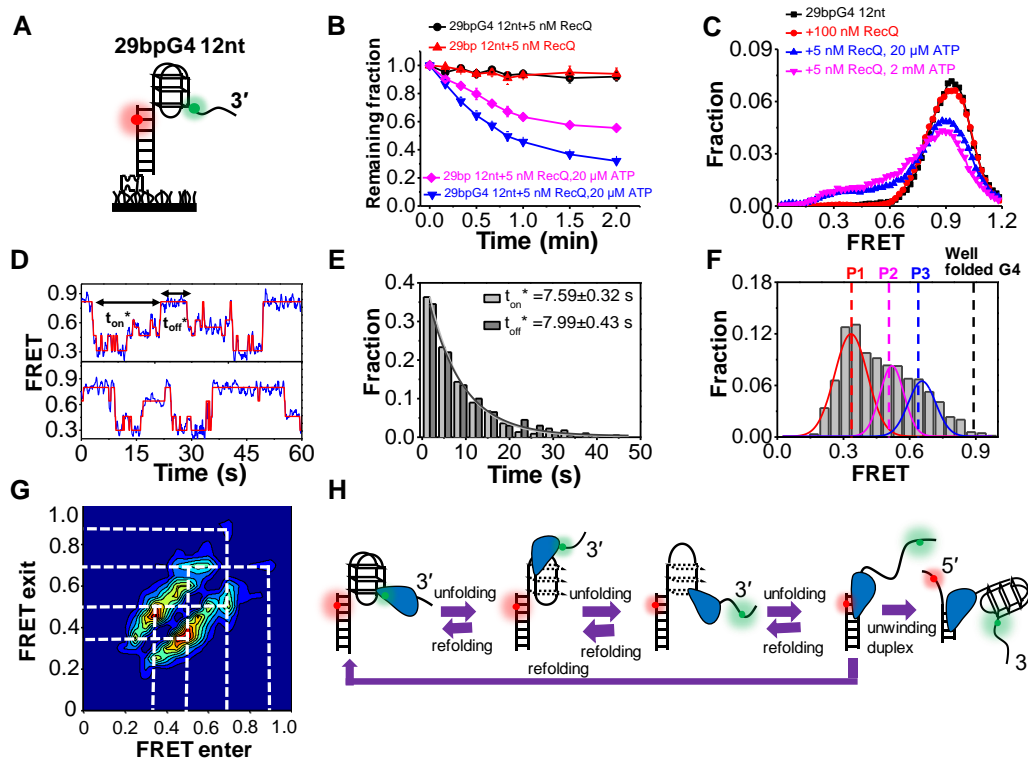 A
29bpG4 12nt
3′
B
29bpG4 12nt+5 nM RecQ
29bp 12nt+5 nM RecQ
Remaining fraction
1.0
0.8
0.6
0.4
0.2
0.0
29bp 12nt+5 nM RecQ,20 μM ATP
29bpG4 12nt+5 nM RecQ,20 μM ATP
0.0 0.5 1.0 1.5 2.0
Time (min)
C
29bpG4 12nt
+100 nM RecQ
+5 nM RecQ, 20 μM ATP
+5 nM RecQ, 2 mM ATP
Fraction
0.09
0.06
0.03
0.00
0.0 0.3 0.6 0.9 1.2
FRET
D
FRET
0.9
0.6
0.3
ton* toff*
0.9
0.6
0.3
0 15 30 45 60
Time (s)
E
Fraction
0.4
0.3
0.2
0.1
0.0
ton* =7.59±0.32 s
toff* =7.99±0.43 s
0 10 20 30 40 50
Time (s)
F
Well
folded G4
P1 P2 P3
Fraction
0.18
0.12
0.06
0.00
0.0 0.3 0.6 0.9
FRET
G
FRET exit
1.0
0.8
0.6
0.4
0.2
0
0 0.2 0.4 0.6 0.8 1.0
FRET enter
H
3′
unfolding
refolding
3′
unfolding
refolding
3′
unfolding
refolding
5′
unwinding
duplex
3
refolding